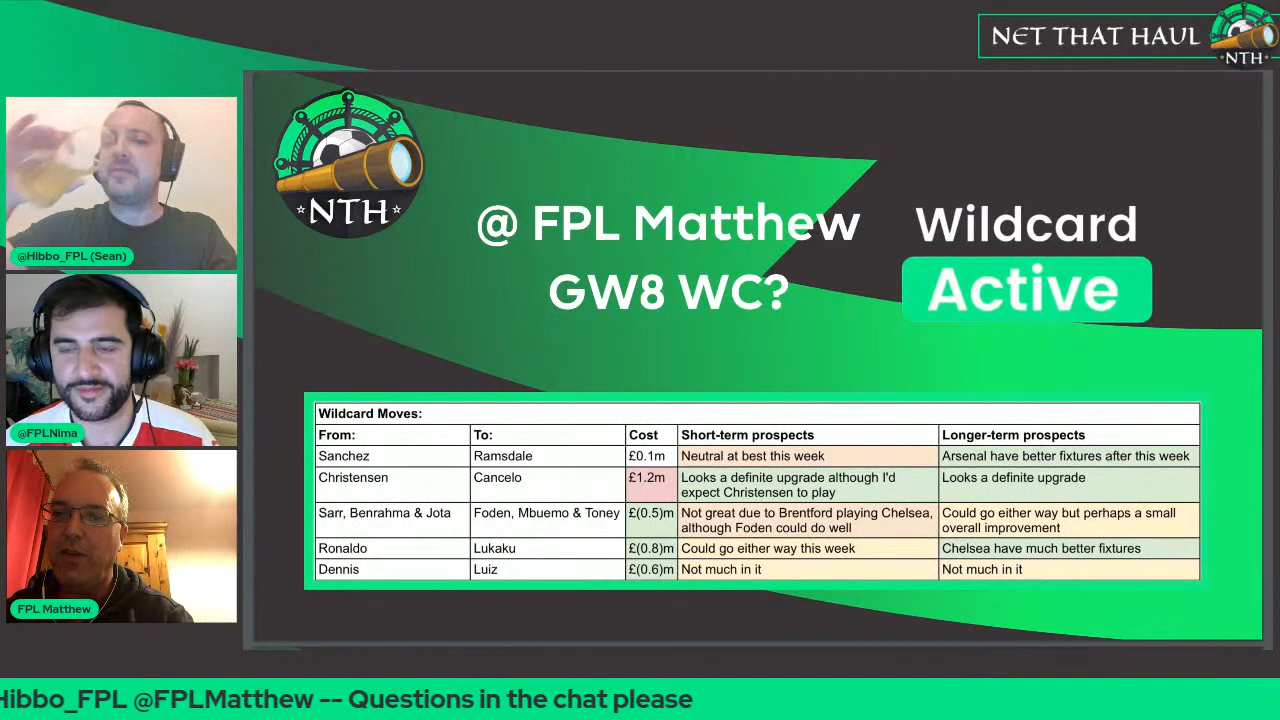 NET THAT HAUL
NTH
NTH
@ FPL Matthew
GW8 WC?
Wildcard
Active
@Hibbo_FPL (Sean)
@FPLNima
FPL Matthew
Wildcard Moves:
From: To: Cost Short-term prospects Longer-term prospects
Sanchez Ramsdale £0.1m Neutral at best this week Arsenal have better fixtures after this week
Christensen Cancelo £1.2m Looks a definite upgrade although I'd expect Christensen to play Looks a definite upgrade
Sarr, Benrahma & Jota Foden, Mbuemo & Toney £(0.5)m Not great due to Brentford playing Chelsea, although Foden could do well Could go either way but perhaps a small overall improvement
Ronaldo Lukaku £(0.8)m Could go either way this week Chelsea have much better fixtures
Dennis Luiz £(0.6)m Not much in it Not much in it
Hibbo_FPL @FPLMatthew -- Questions in the chat please